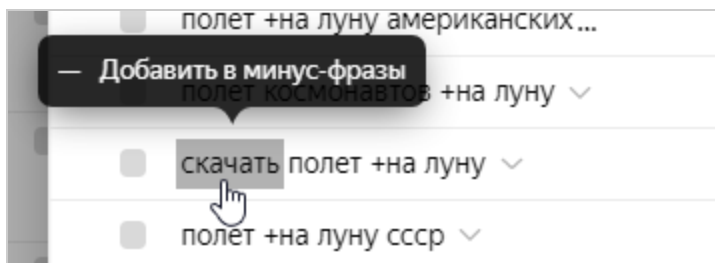 полет +на луну американских...
— Добавить в минус-фразы
полет космонавтов +на луну
скачать полет +на луну
полет +на луну ссср